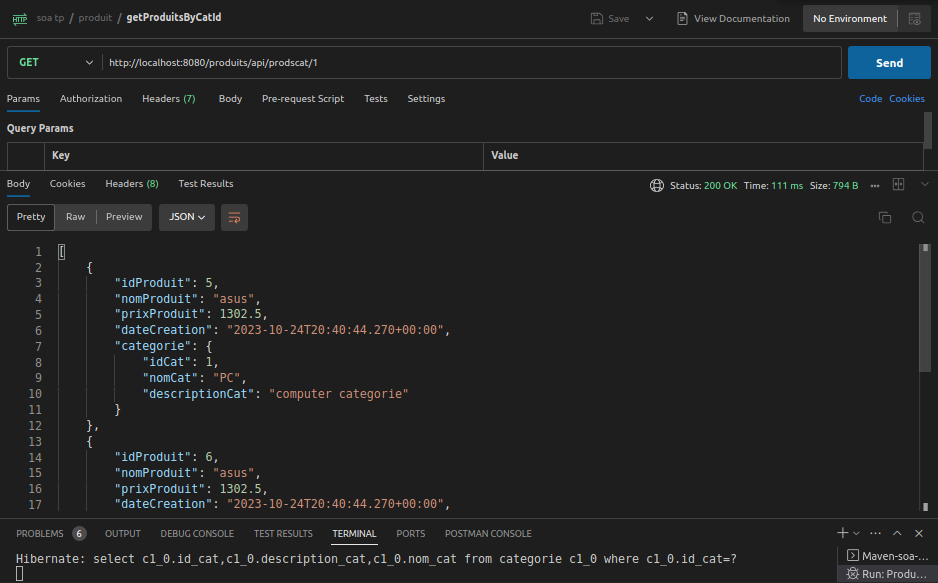 HTTP soa tp / produit / getProduitsByCatId Save View Documentation No Environment
GET http://localhost:8080/produits/api/prodscat/1 Send
Params Authorization Headers (7) Body Pre-request Script Tests Settings Code Cookies
Query Params
Key Value
Body Cookies Headers (8) Test Results Status: 200 OK Time: 111 ms Size: 794 B
Pretty Raw Preview JSON
1 [
2 {
3 "idProduit": 5,
4 "nomProduit": "asus",
5 "prixProduit": 1302.5,
6 "dateCreation": "2023-10-24T20:40:44.270+00:00",
7 "categorie": {
8 "idCat": 1,
9 "nomCat": "PC",
10 "descriptionCat": "computer categorie"
11 }
12 },
13 {
14 "idProduit": 6,
15 "nomProduit": "asus",
16 "prixProduit": 1302.5,
17 "dateCreation": "2023-10-24T20:40:44.270+00:00",
PROBLEMS 6 OUTPUT DEBUG CONSOLE TEST RESULTS TERMINAL PORTS POSTMAN CONSOLE
Hibernate: select c1_0.id_cat,c1_0.description_cat,c1_0.nom_cat from categorie c1_0 where c1_0.id_cat=?
Maven-soa-...
Run: Produ...